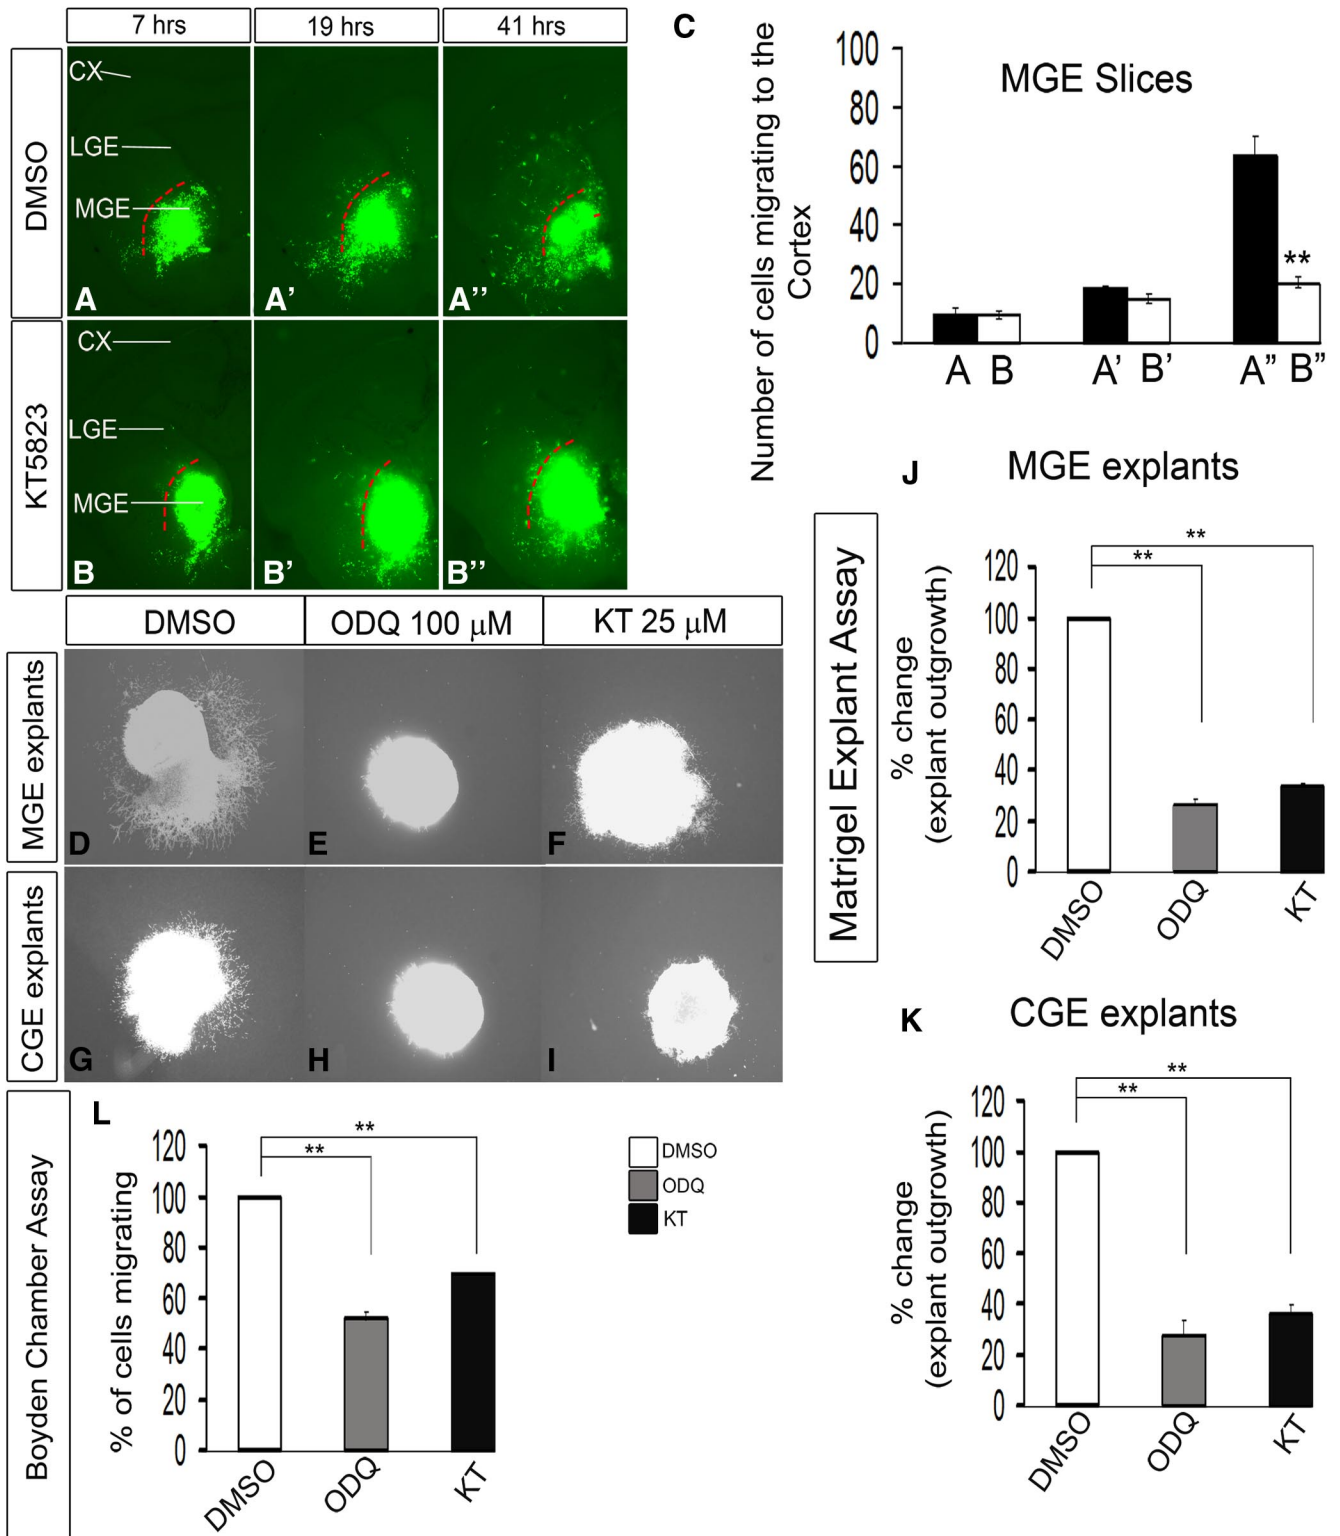 7 hrs
19 hrs
41 hrs
DMSO
CX
LGE
MGE
A
A’
A’’
KT5823
CX
LGE
MGE
B
B’
B’’
C
MGE Slices
Number of cells migrating to the
Cortex
100
80
60
40
20
0
**
A B
A’ B’
A” B”
DMSO
ODQ 100 μM
KT 25 μM
MGE explants
D
E
F
CGE explants
G
H
I
Matrigel Explant Assay
J
MGE explants
% change
(explant outgrowth)
120
100
80
60
40
20
0
**
**
DMSO
ODQ
KT
K
CGE explants
% change
(explant outgrowth)
120
100
80
60
40
20
0
**
**
DMSO
ODQ
KT
Boyden Chamber Assay
L
% of cells migrating
120
100
80
60
40
20
0
**
**
DMSO
ODQ
KT
DMSO
ODQ
KT